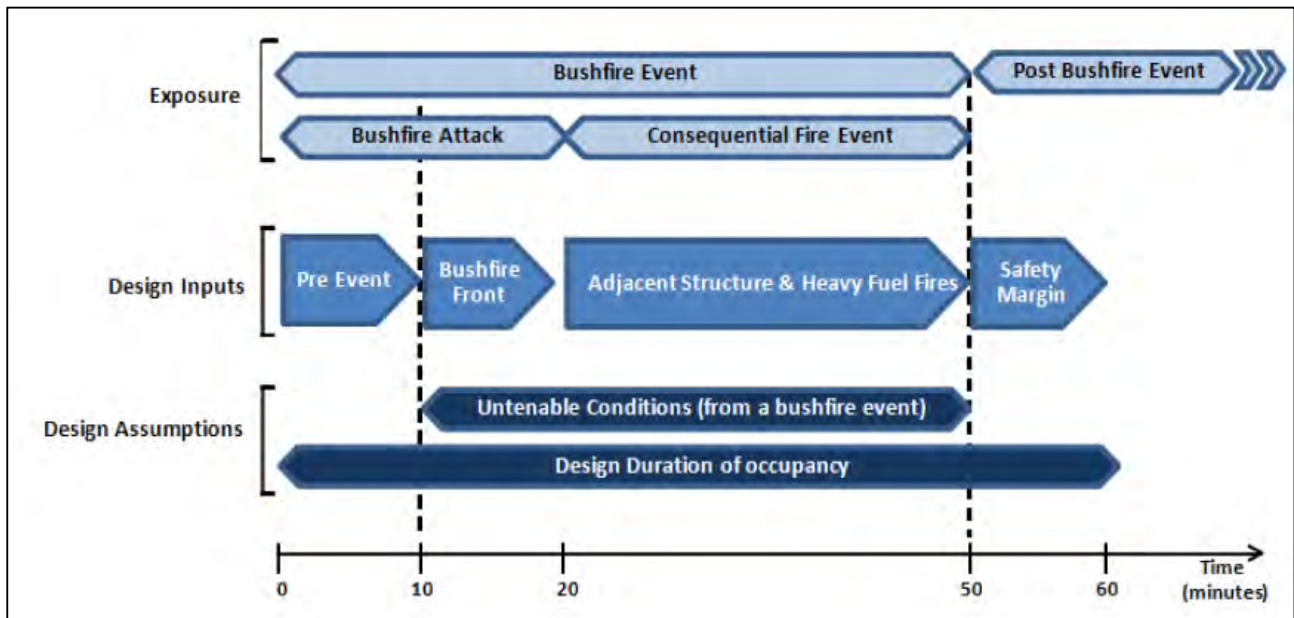 Exposure
Bushfire Event
Post Bushfire Event
Bushfire Attack
Consequential Fire Event
Design Inputs
Pre Event
Bushfire
Front
Adjacent Structure & Heavy Fuel Fires
Safety
Margin
Design Assumptions
Untenable Conditions (from a bushfire event)
Design Duration of occupancy
0
10
20
50
60
Time
(minutes)